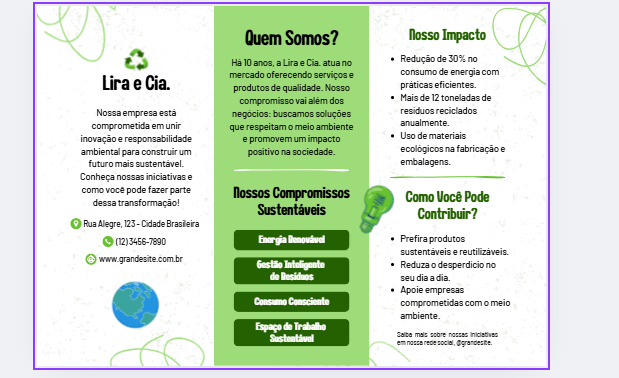 Lira e Cia.
Nossa empresa está
comprometida em unir
inovação e responsabilidade
ambiental para construir um
futuro mais sustentável.
Conheça nossas iniciativas e
como você pode fazer parte
dessa transformação!
Rua Alegre, 123 - Cidade Brasileira
(12) 3456-7890
www.grandesite.com.br
Quem Somos?
Há 10 anos, a Lira e Cia. atua no
mercado oferecendo serviços e
produtos de qualidade. Nosso
compromisso vai além dos
negócios: buscamos soluções
que respeitam o meio ambiente
e promovem um impacto
positivo na sociedade.
Nossos Compromissos
Sustentáveis
Energia Renovável
Gestão Inteligente
de Resíduos
Consumo Consciente
Espaço de Trabalho
Sustentável
Nosso Impacto
• Redução de 30% no
consumo de energia com
práticas eficientes.
• Mais de 12 toneladas de
resíduos reciclados
anualmente.
• Uso de materiais
ecológicos na fabricação e
embalagens.
Como Você Pode
Contribuir?
• Prefira produtos
sustentáveis e reutilizáveis.
• Reduza o desperdício no
seu dia a dia.
• Apoie empresas
comprometidas com o meio
ambiente.
Saiba mais sobre nossas iniciativas
em nossa rede social, @grandesite.